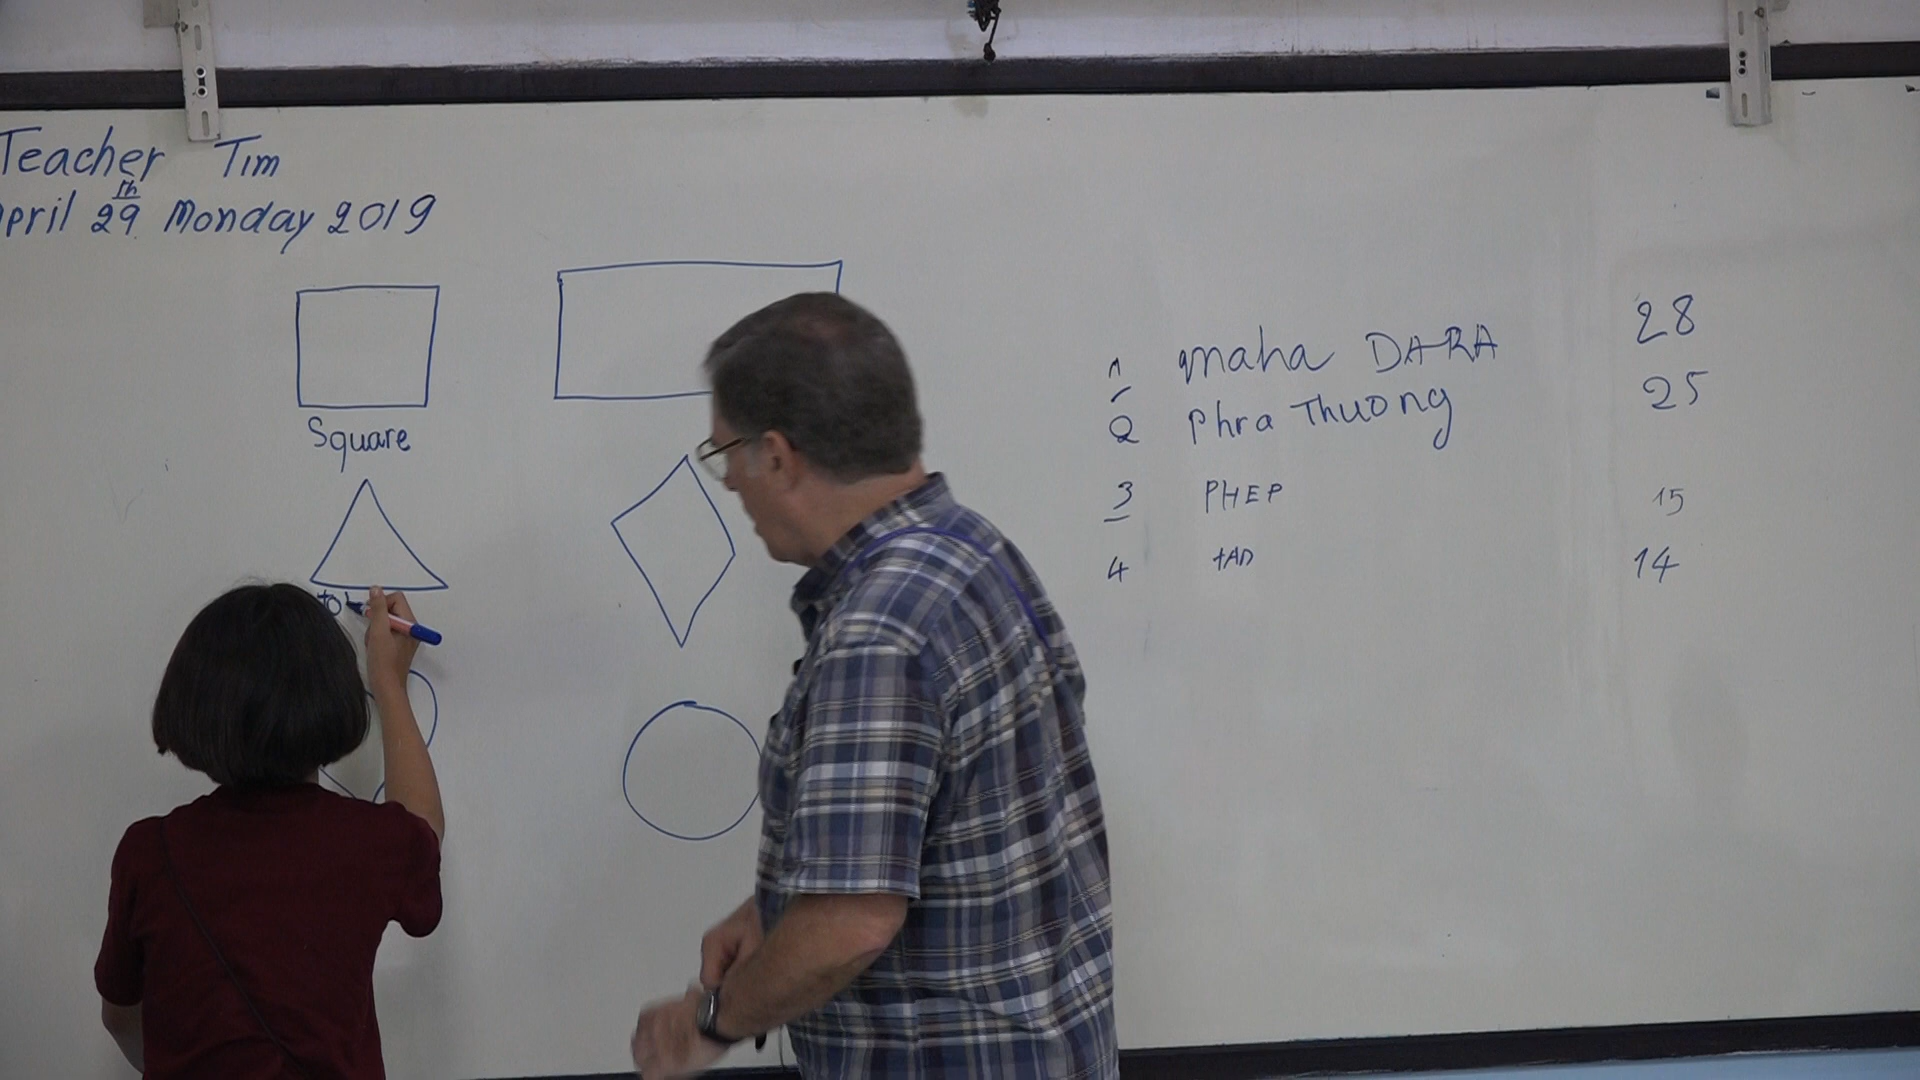 Teacher Tim
April 29th Monday 2019
Square
1 maha DARA 28
2 Phra Thuong 25
3 PHEP 15
4 tAD 14